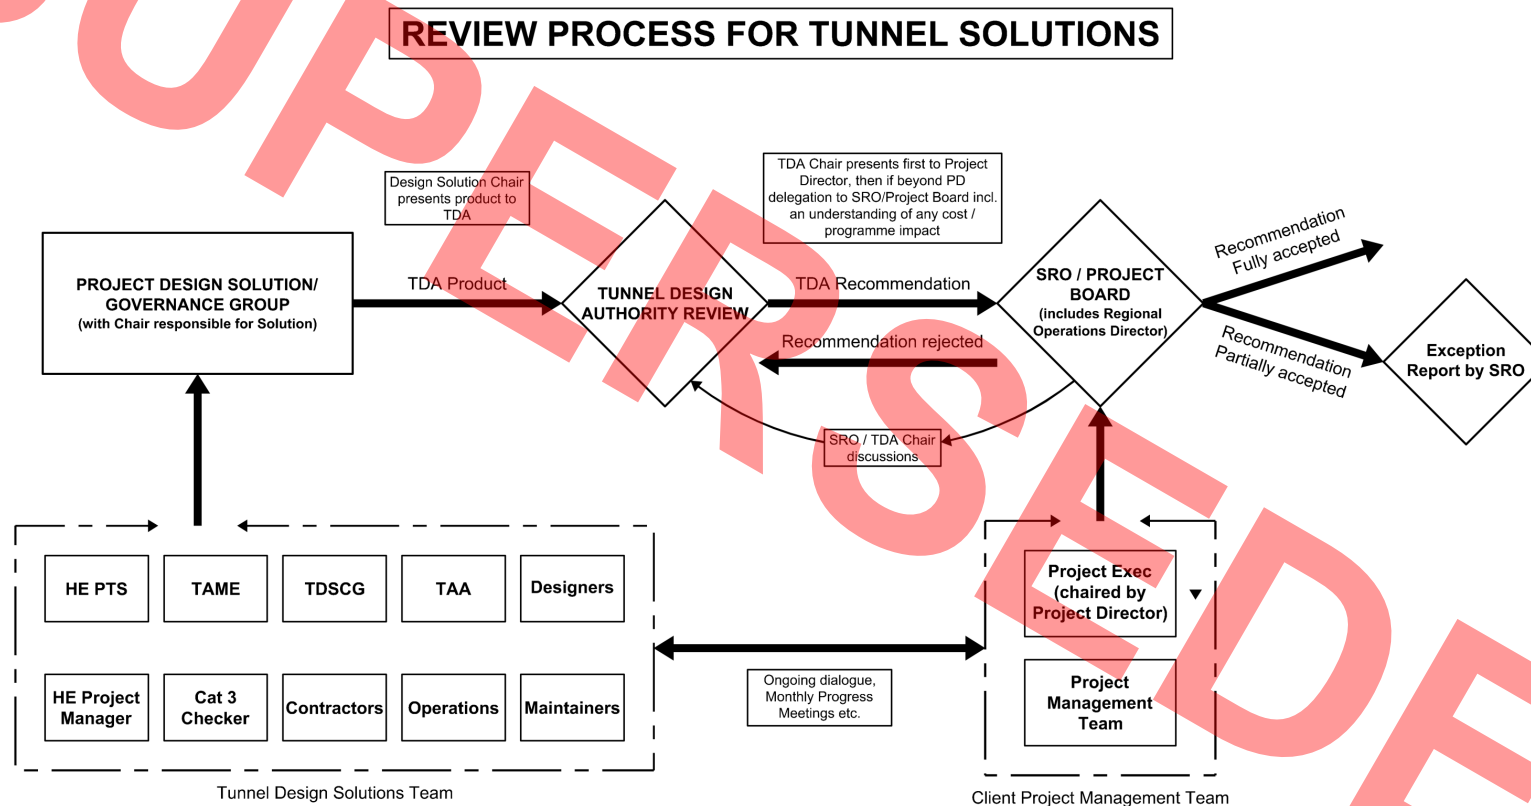 REVIEW PROCESS FOR TUNNEL SOLUTIONS
Design Solution Chair
presents product to
TDA
TDA Chair presents first to Project
Director, then if beyond PD
delegation to SRO/Project Board incl.
an understanding of any cost /
programme impact
PROJECT DESIGN SOLUTION/
GOVERNANCE GROUP
(with Chair responsible for Solution)
TDA Product
TUNNEL DESIGN
AUTHORITY REVIEW
TDA Recommendation
Recommendation rejected
SRO / PROJECT
BOARD
(includes Regional
Operations Director)
Recommendation
Fully accepted
Recommendation
Partially accepted
Exception
Report by SRO
SRO / TDA Chair
discussions
HE PTS
TAME
TDSCG
TAA
Designers
HE Project
Manager
Cat 3
Checker
Contractors
Operations
Maintainers
Tunnel Design Solutions Team
Ongoing dialogue,
Monthly Progress
Meetings etc.
Project Exec
(chaired by
Project Director)
Project
Management
Team
Client Project Management Team
SUPERSEDE